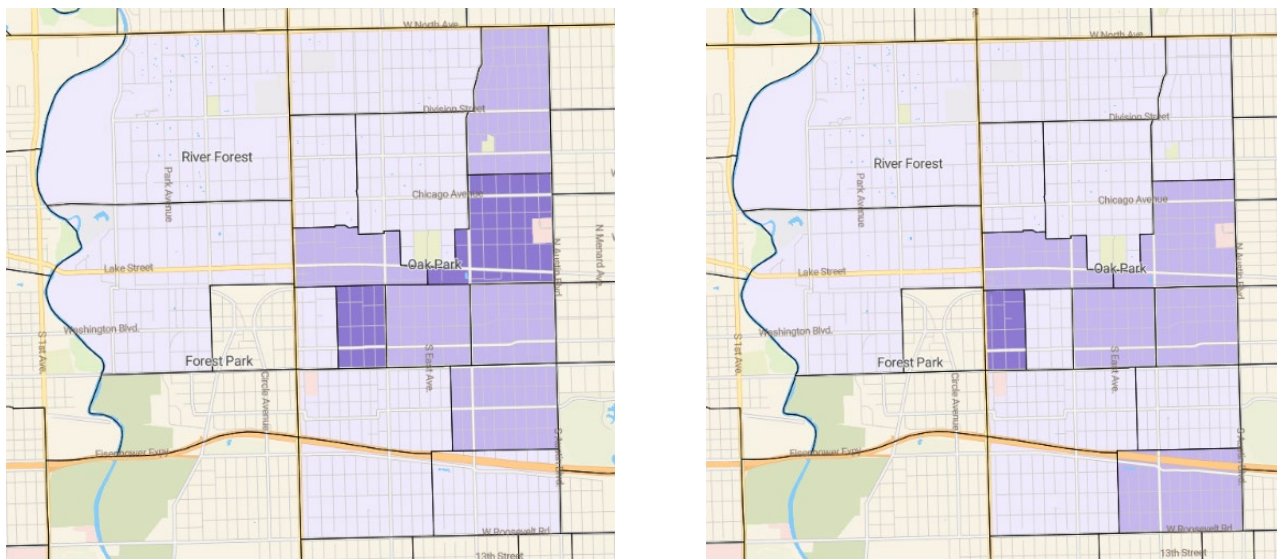 W North Ave.
Division Street
River Forest
Park Avenue
Chicago Avenue
N Austin Blvd.
N Menard Ave.
Lake Street
Oak Park
Washington Blvd.
S 1st Ave.
Forest Park
S East Ave.
Circle Avenue
Eisenhower Expy
W Roosevelt Rd
13th Street
W North Ave.
Division Street
River Forest
Park Avenue
Chicago Avenue
N Austin Blvd.
Lake Street
Oak Park
Washington Blvd.
S 1st Ave.
Forest Park
S East Ave.
Circle Avenue
Eisenhower Expy
W Roosevelt Rd.
13th Street